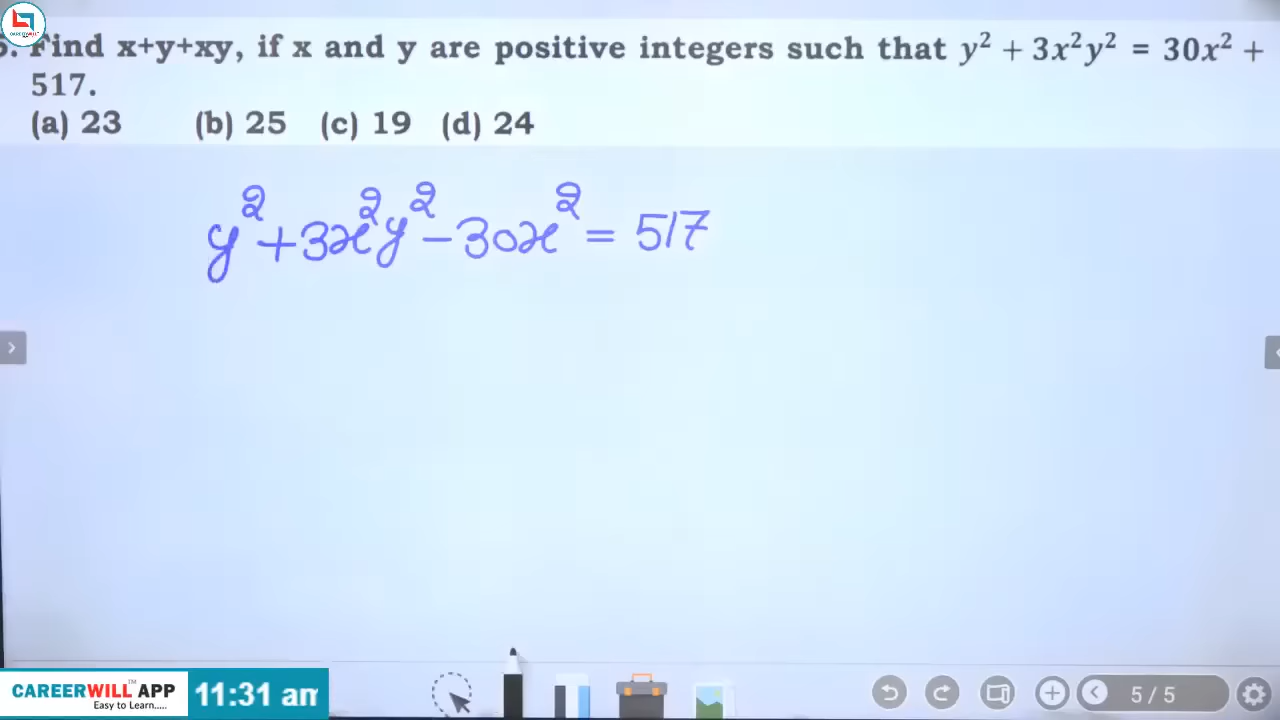 Find x+y+xy, if x and y are positive integers such that y² + 3x²y² = 30x² +
517.
(a) 23 (b) 25 (c) 19 (d) 24
y² + 3x²y² - 30x² = 517
CAREERWILL™ APP
Easy to Learn.....
11:31 am
5 / 5